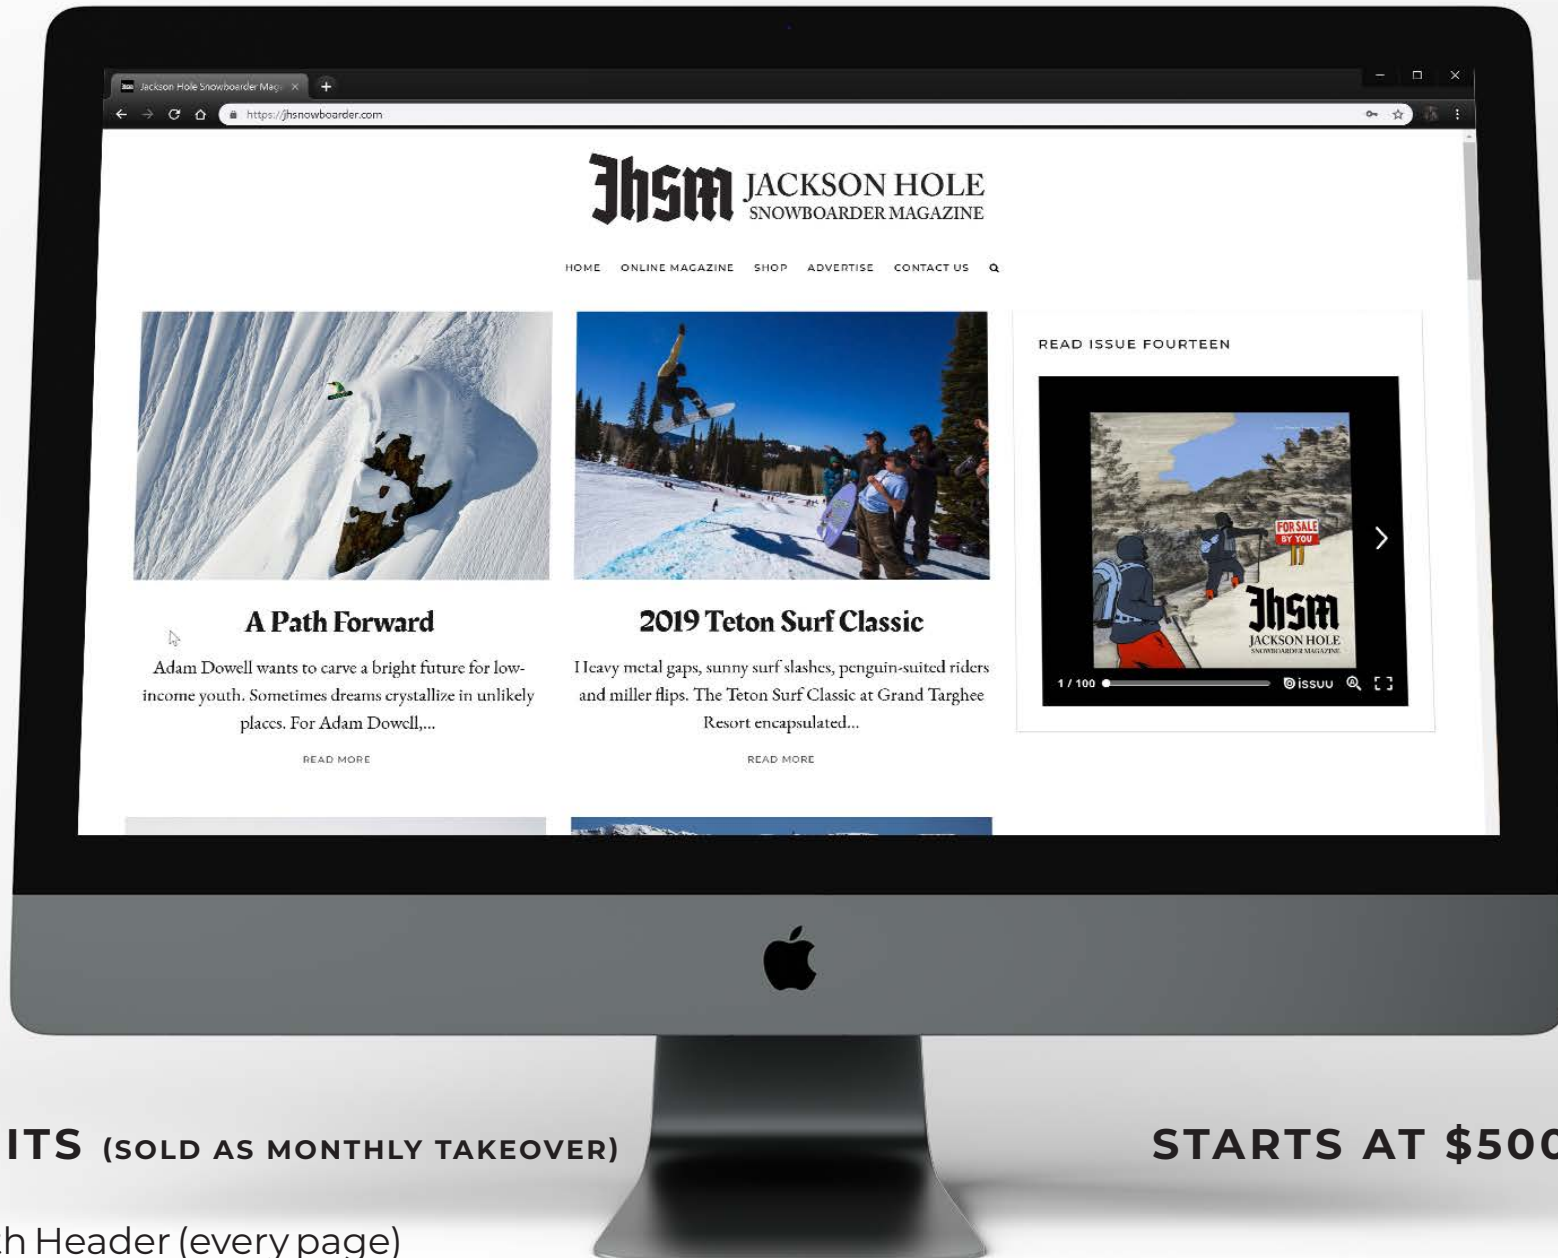 Jackson Hole Snowboarder Mag
https://jhsnowboarder.com
Jhsm JACKSON HOLE
SNOWBOARDER MAGAZINE
HOME ONLINE MAGAZINE SHOP ADVERTISE CONTACT US
READ ISSUE FOURTEEN
FOR SALE
BY YOU
Jhsm
JACKSON HOLE
SNOWBOARDER MAGAZINE
1 / 100 issuu
A Path Forward
Adam Dowell wants to carve a bright future for low-
income youth. Sometimes dreams crystallize in unlikely
places. For Adam Dowell,...
READ MORE
2019 Teton Surf Classic
Heavy metal gaps, sunny surf slashes, penguin-suited riders
and miller flips. The Teton Surf Classic at Grand Targhee
Resort encapsulated...
READ MORE
ITS (SOLD AS MONTHLY TAKEOVER)
STARTS AT $500
th Header (every page)